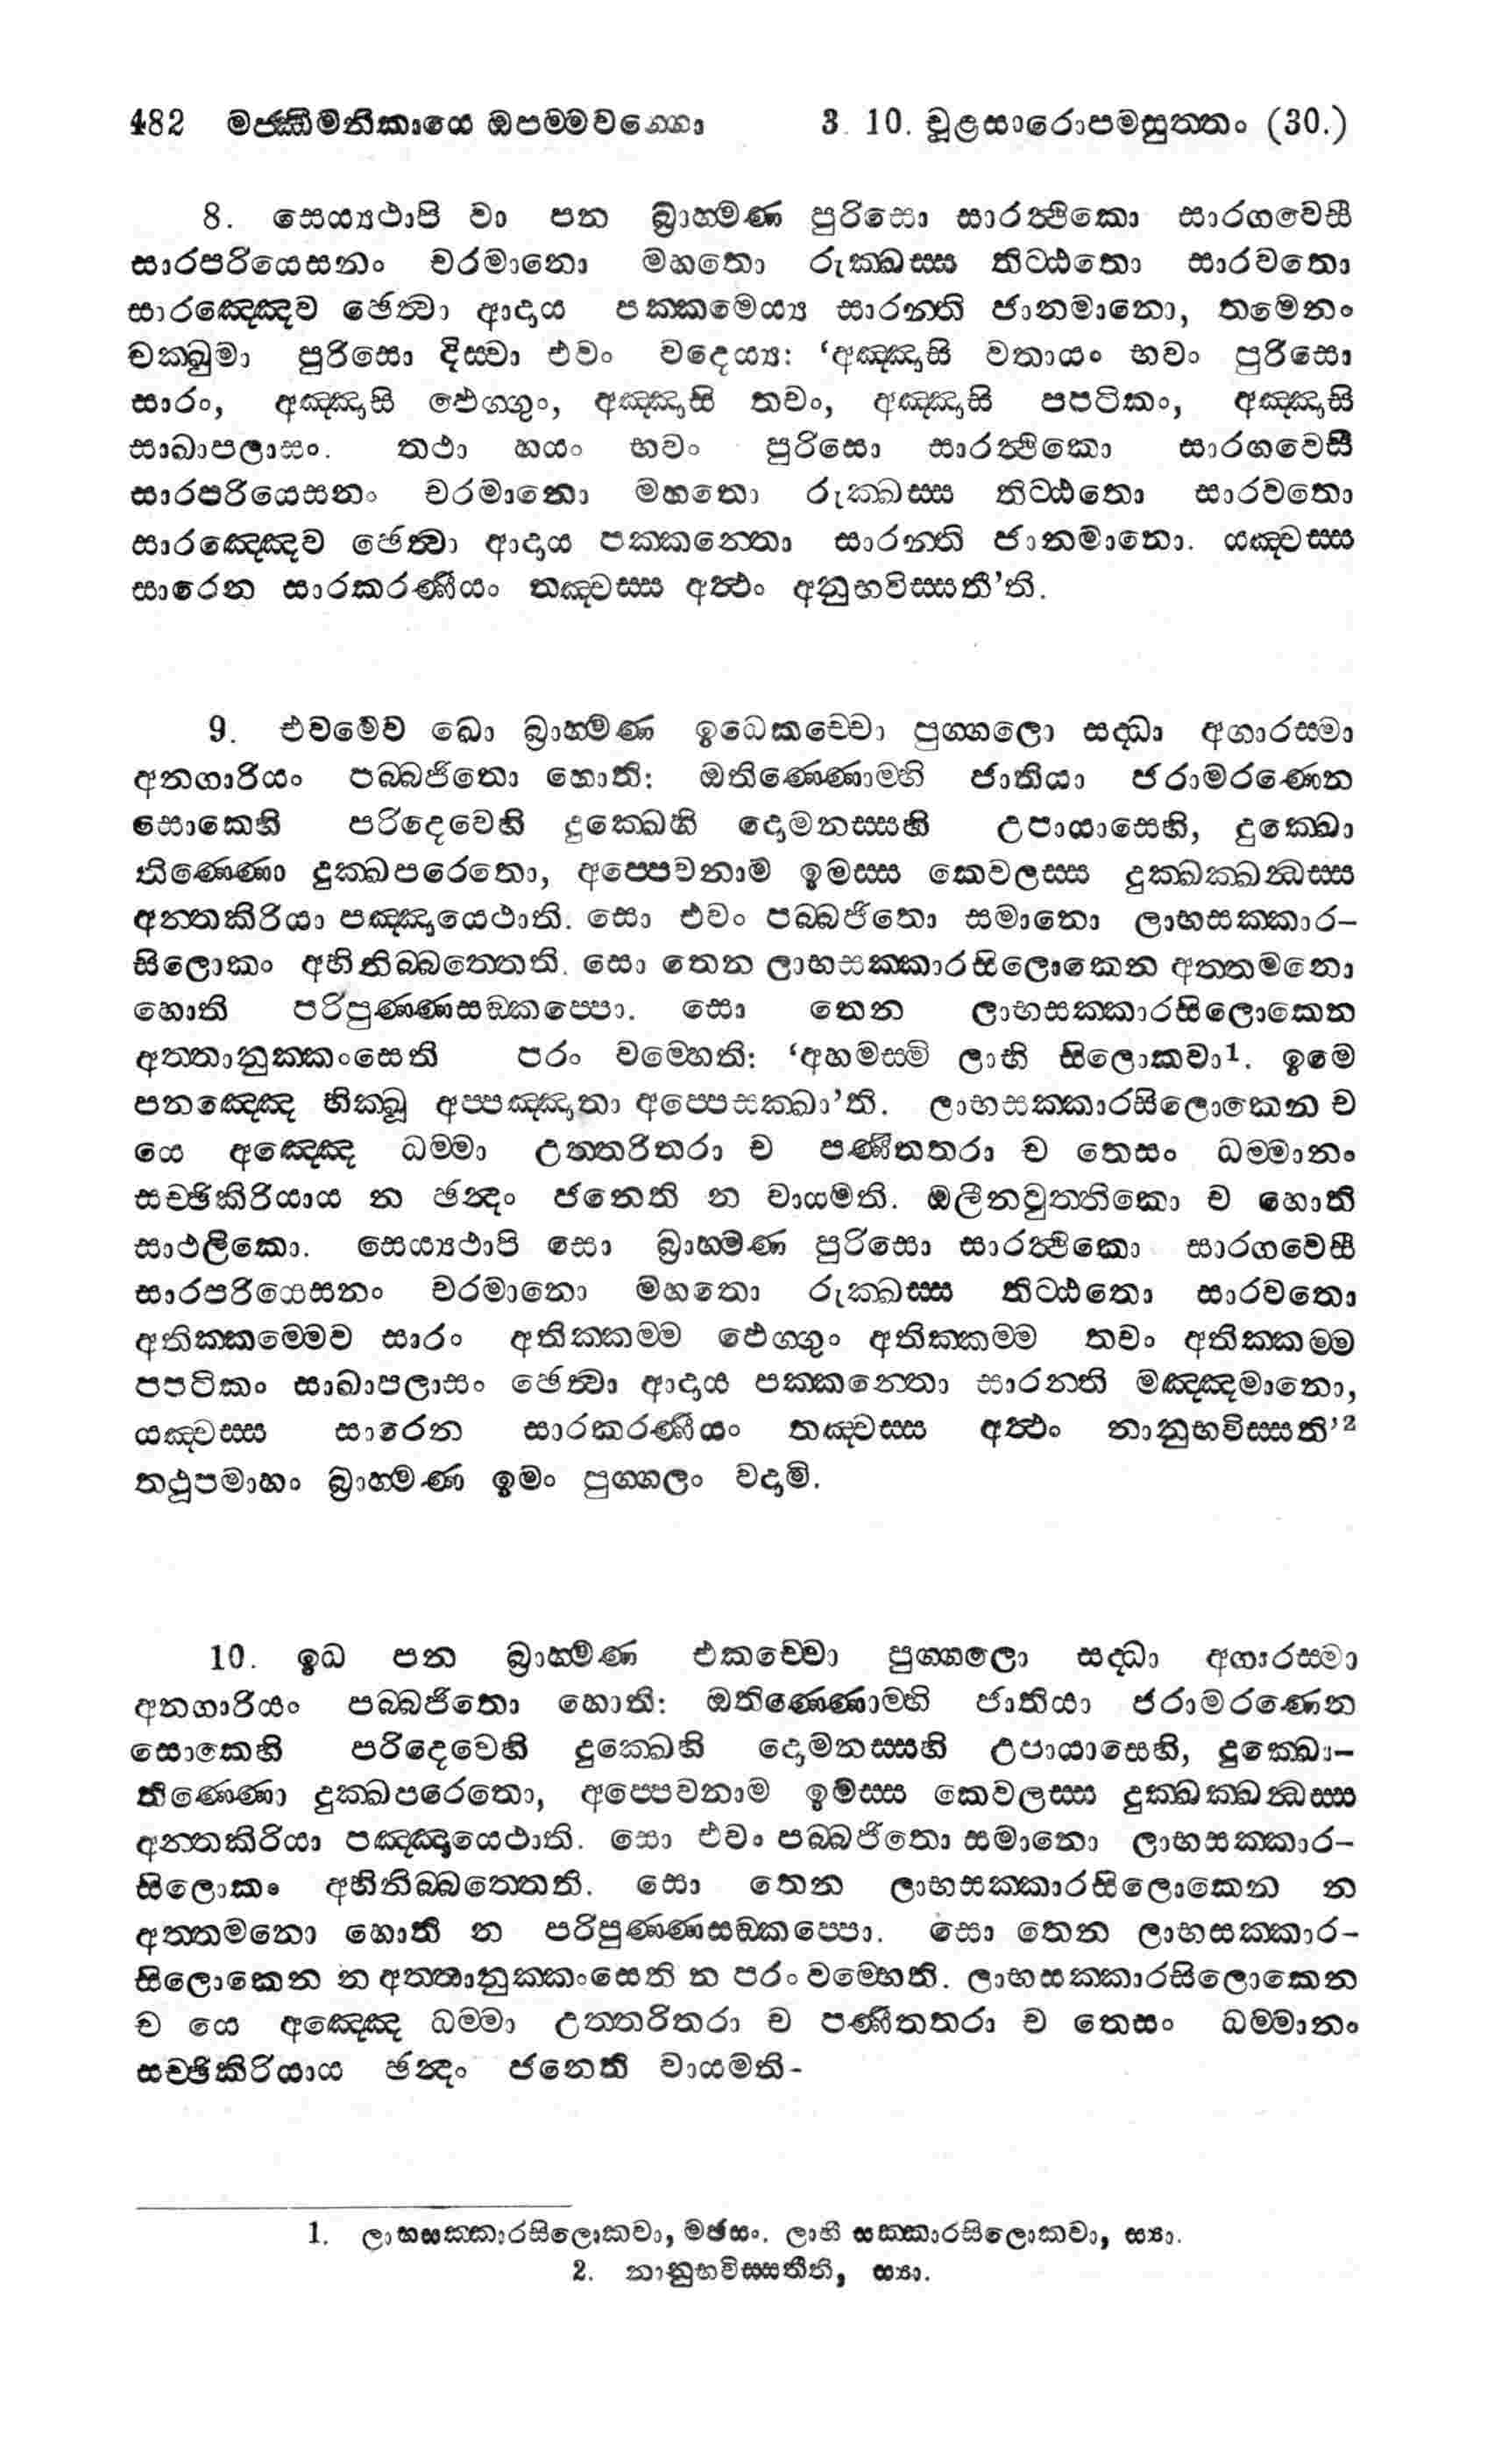 482 මජ්ඣිමනිකායෙ ඔපම්මවග්ගො 3. 10. චූළසාරොපමසුත්තං (30.)
8. සෙය්‍යථාපි වා පන බ්‍රාහ්මණ පුරිසො සාරත්‍ථිකො සාරගවෙසී
සාරපරියෙසනං චරමානො මහතො රුක්ඛස්ස තිට්ඨතො සාරවතො
සාරඤ්ඤෙව ඡෙත්‍වා ආදාය පක්කමෙය්‍ය සාරන්ති ජානමානො, තමෙනං
චක්ඛුමා පුරිසො දිස්වා එවං වදෙය්‍ය: ‘අඤ්ඤාසි වතායං භවං පුරිසො
සාරං, අඤ්ඤාසි ඵෙග්ගුං, අඤ්ඤාසි තචං, අඤ්ඤාසි පපටිකං, අඤ්ඤාසි
සාඛාපලාසං. තථා හයං භවං පුරිසො සාරත්‍ථිකො සාරගවෙසී
සාරපරියෙසනං චරමානො මහතො රුක්ඛස්ස තිට්ඨතො සාරවතො
සාරඤ්ඤෙව ඡෙත්‍වා ආදාය පක්කන්තො සාරන්ති ජානමානො. යඤ්චස්ස
සාරෙන සාරකරණීයං තඤ්චස්ස අත්‍ථං අනුභවිස්සතී’ති.
9. එවමෙව ඛො බ්‍රාහ්මණ ඉධෙකච්චො පුග්ගලො සද්ධා අගාරස්මා
අනගාරියං පබ්බජිතො හොති: ඔතිණ්ණොම්හි ජාතියා ජරාමරණෙන
සොකෙහි පරිදෙවෙහි දුක්ඛෙහි දොමනස්සහි උපායාසෙහි, දුක්ඛො
තිණ්ණො දුක්ඛපරෙතො, අප්පෙවනාම ඉමස්ස කෙවලස්ස දුක්ඛක්ඛන්‍ධස්ස
අන්තකිරියා පඤ්ඤායෙථාති. සො එවං පබ්බජිතො සමානො ලාභසක්කාර-
සිලොකං අභිනිබ්බත්තෙති. සො තෙන ලාභසක්කාරසිලොකෙන අත්තමනො
හොති පරිපුණ්ණසඞ්කප්පො. සො තෙන ලාභසක්කාරසිලොකෙන
අත්තානුක්කංසෙති පරං වම්හෙති: ‘අහමස්මි ලාභී සිලොකවා¹. ඉමෙ
පනඤ්ඤෙ භික්ඛූ අප්පඤ්ඤාතා අප්පෙසක්ඛා’ති. ලාභසක්කාරසිලොකෙන ච
යෙ අඤ්ඤෙ ධම්මා උත්තරිතරා ච පණීතතරා ච තෙසං ධම්මානං
සච්ඡිකිරියාය න ඡන්‍දං ජනෙති න වායමති. ඔලීනවුත්තිකො ච හොති
සාථලිකො. සෙය්‍යථාපි සො බ්‍රාහ්මණ පුරිසො සාරත්‍ථිකො සාරගවෙසී
සාරපරියෙසනං චරමානො මහතො රුක්ඛස්ස තිට්ඨතො සාරවතො
අතික්කම්මෙව සාරං අතික්කම්ම ඵෙග්ගුං අතික්කම්ම තචං අතික්කම්ම
පපටිකං සාඛාපලාසං ඡෙත්‍වා ආදාය පක්කන්තො සාරන්ති මඤ්ඤමානො,
යඤ්චස්ස සාරෙන සාරකරණීයං තඤ්චස්ස අත්‍ථං නානුභවිස්සති’²
තථූපමාහං බ්‍රාහ්මණ ඉමං පුග්ගලං වදාමි.
10. ඉධ පන බ්‍රාහ්මණ එකච්චො පුග්ගලො සද්ධා අගාරස්මා
අනගාරියං පබ්බජිතො හොති: ඔතිණ්ණොම්හි ජාතියා ජරාමරණෙන
සොකෙහි පරිදෙවෙහි දුක්ඛෙහි දොමනස්සහි උපායාසෙහි, දුක්ඛො-
තිණ්ණො දුක්ඛපරෙතො, අප්පෙවනාම ඉමස්ස කෙවලස්ස දුක්ඛක්ඛන්‍ධස්ස
අන්තකිරියා පඤ්ඤායෙථාති. සො එවං පබ්බජිතො සමානො ලාභසක්කාර-
සිලොකං අභිනිබ්බත්තෙති. සො තෙන ලාභසක්කාරසිලොකෙන න
අත්තමනො හොති න පරිපුණ්ණසඞ්කප්පො. සො තෙන ලාභසක්කාර-
සිලොකෙන න අත්තානුක්කංසෙති න පරං වම්හෙති. ලාභසක්කාරසිලොකෙන
ච යෙ අඤ්ඤෙ ධම්මා උත්තරිතරා ච පණීතතරා ච තෙසං ධම්මානං
සච්ඡිකිරියාය ඡන්‍දං ජනෙති වායමති-
1. ලාභසක්කාරසිලොකවා, මඡසං. ලාභී සක්කාරසිලොකවා, ස්‍යා.
2. නානුභවිස්සතීති, ස්‍යා.